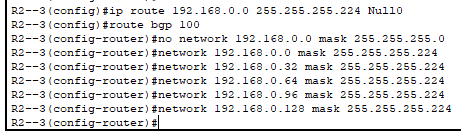 R2--3(config)#ip route 192.168.0.0 255.255.255.224 Null0
R2--3(config)#route bgp 100
R2--3(config-router)#no network 192.168.0.0 mask 255.255.255.0
R2--3(config-router)#network 192.168.0.0 mask 255.255.255.224
R2--3(config-router)#network 192.168.0.32 mask 255.255.255.224
R2--3(config-router)#network 192.168.0.64 mask 255.255.255.224
R2--3(config-router)#network 192.168.0.96 mask 255.255.255.224
R2--3(config-router)#network 192.168.0.128 mask 255.255.255.224
R2--3(config-router)#